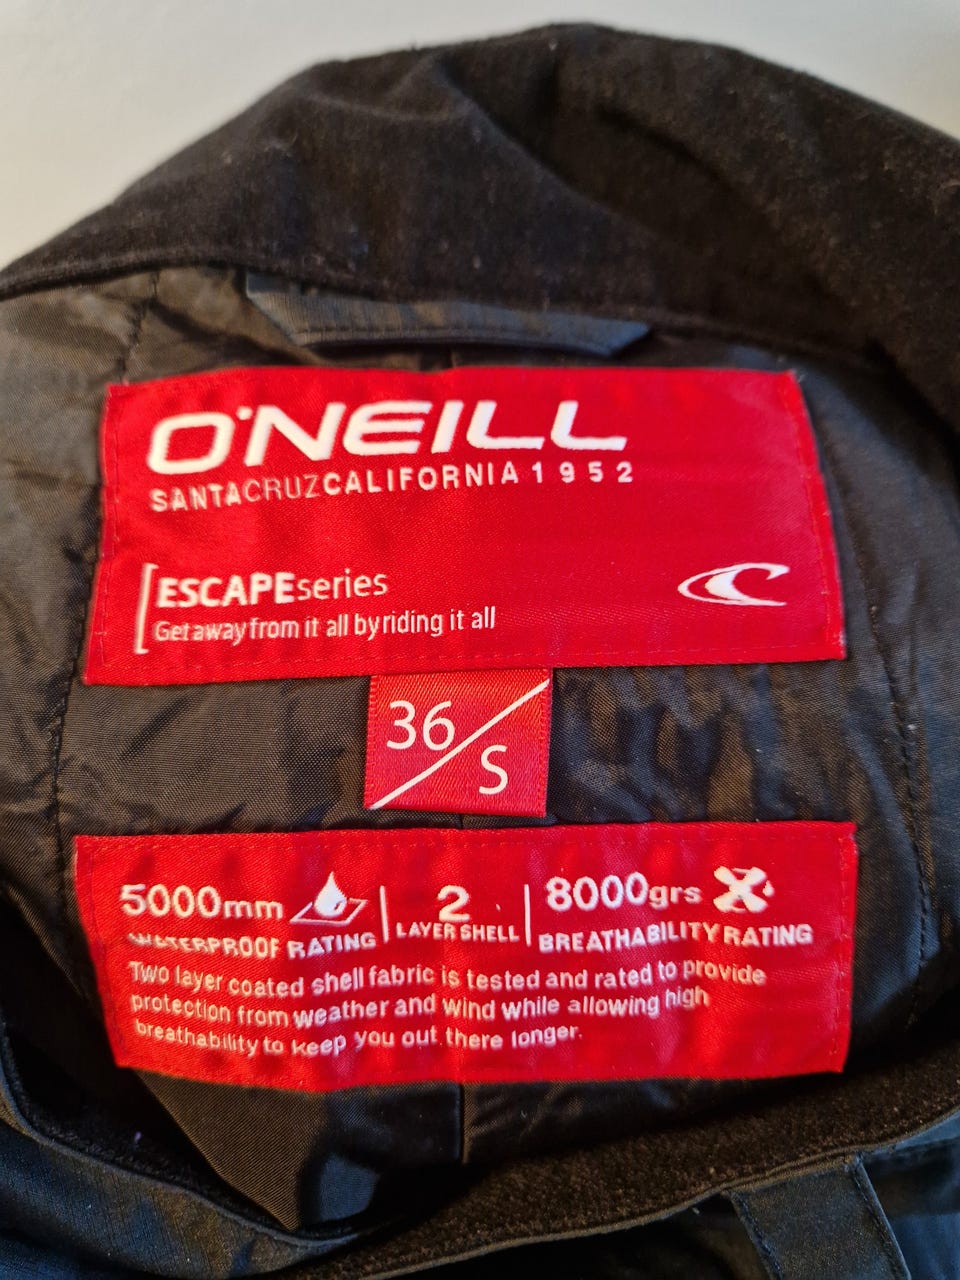 O'NEILL
SANTACRUZCALIFORNIA 1952
ESCAPEseries
Get away from it all by riding it all
36/S
5000mm
WATERPROOF RATING
2
LAYER SHELL
8000grs
BREATHABILITY RATING
Two layer coated shell fabric is tested and rated to provide
protection from weather and wind while allowing high
breathability to keep you out there longer.